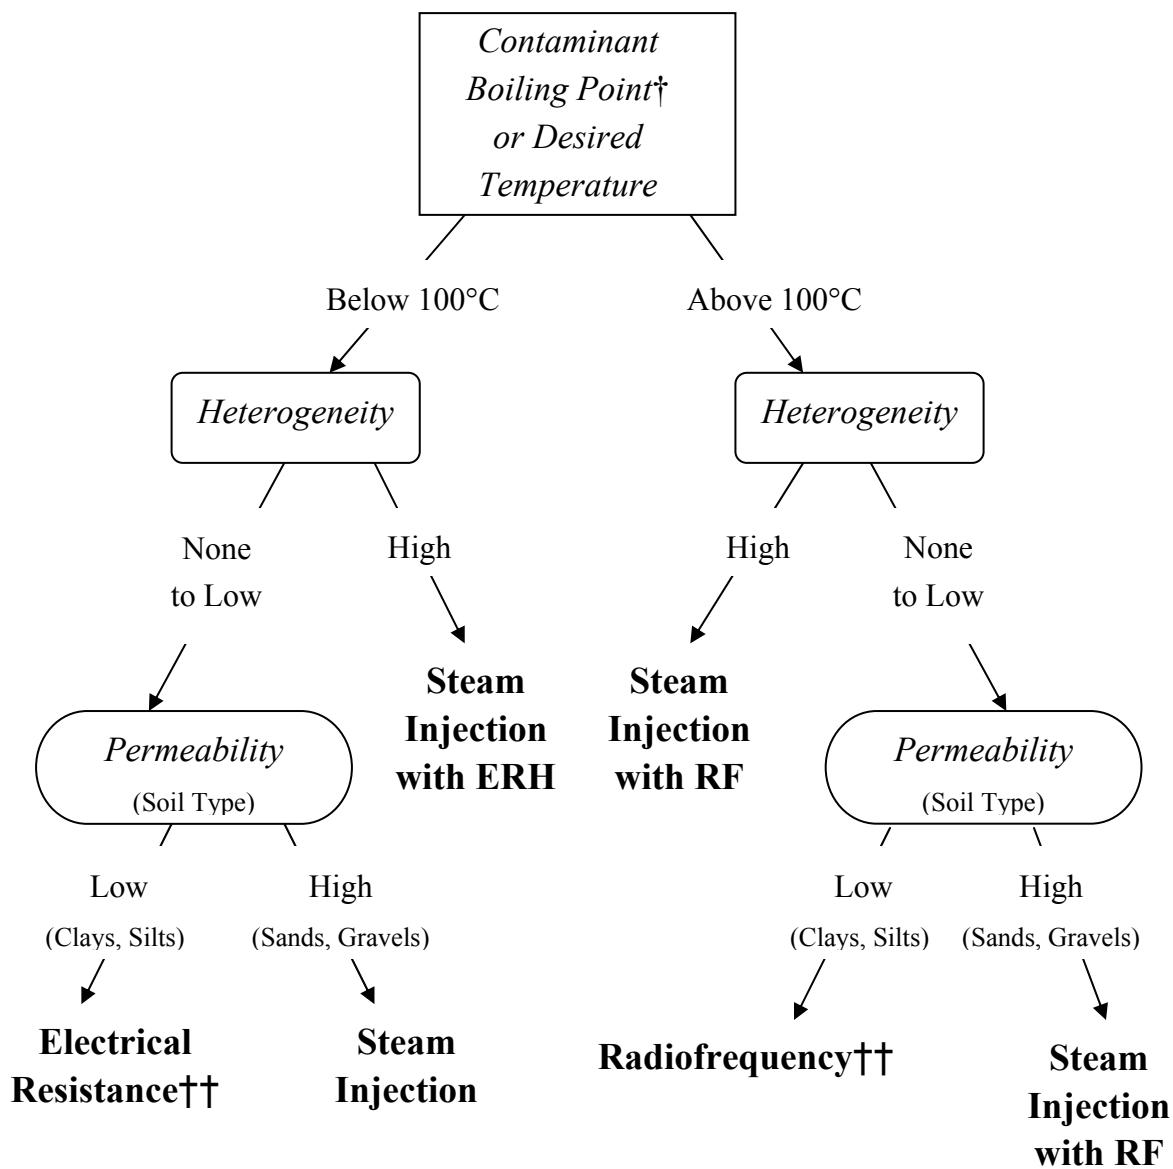 Contaminant
Boiling Point†
or Desired
Temperature
Below 100°C
Above 100°C
Heterogeneity
Heterogeneity
None
to Low
High
High
None
to Low
Steam
Injection
with ERH
Steam
Injection
with RF
Permeability
(Soil Type)
Permeability
(Soil Type)
Low
(Clays, Silts)
High
(Sands, Gravels)
Low
(Clays, Silts)
High
(Sands, Gravels)
Electrical
Resistance††
Steam
Injection
Radiofrequency††
Steam
Injection
with RF